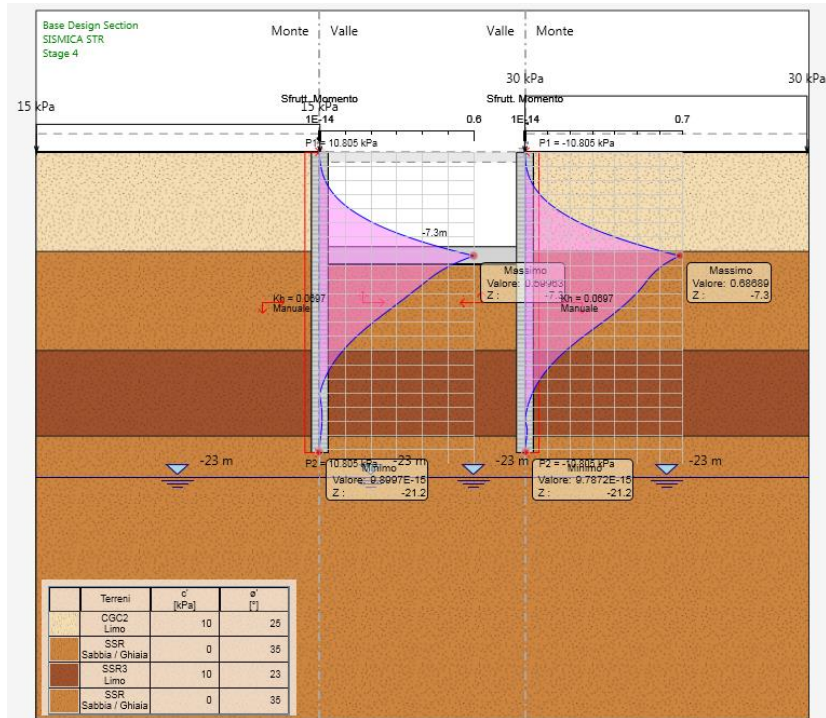 Base Design Section
SISMICA STR
Stage 4
Monte
Valle
Valle
Monte
30 kPa
30 kPa
15 kPa
15 kPa
Sfrutt. Momento
Sfrutt. Momento
1E-14
0.6
1E-14
0.7
P1 = 10.805 kPa
P1 = -10.805 kPa
-7.3m
Massimo
Valore: 0.59963
Z : -7.3
Massimo
Valore: 0.68689
Z : -7.3
Kh = 0.0697
Manuale
Kh = 0.0697
Manuale
-23 m
P2 = 10.805 kPa
-23 m
-23 m
P2 = -10.805 kPa
-23 m
Minimo
Valore: 9.8997E-15
Z : -21.2
Minimo
Valore: 9.7872E-15
Z : -21.2
Terreni c' [kPa] ø' [°]
CGC2 Limo 10 25
SSR Sabbia / Ghiaia 0 35
SSR3 Limo 10 23
SSR Sabbia / Ghiaia 0 35